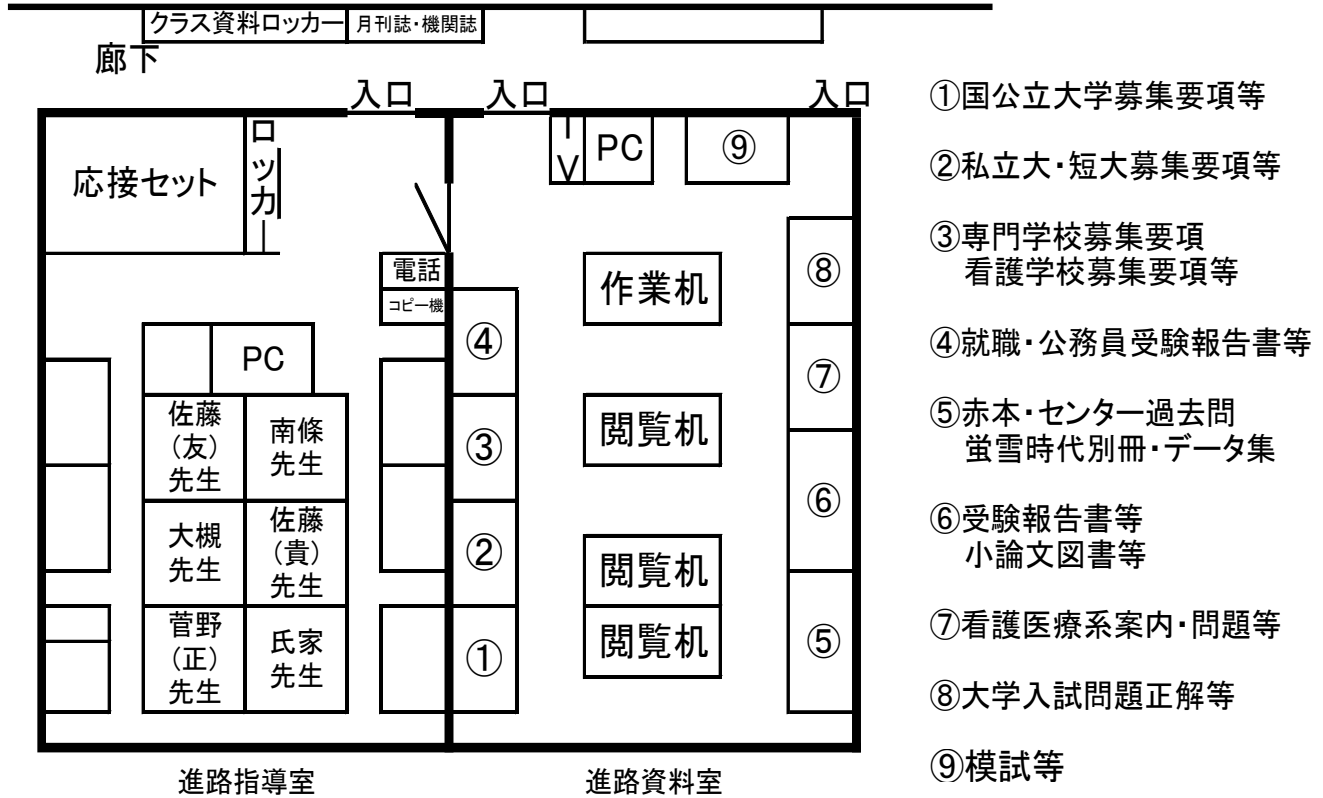 クラス資料ロッカー 月刊誌・機関誌
廊下
入口 入口 入口
応接セット
ロッカー
TV
PC
⑨
電話
コピー機
作業机
⑧
④
PC
⑦
佐藤
(友)
先生
南條
先生
③
閲覧机
大槻
先生
佐藤
(貴)
先生
②
閲覧机
⑥
菅野
(正)
先生
氏家
先生
①
閲覧机
⑤
進路指導室
進路資料室
①国公立大学募集要項等
②私立大・短大募集要項等
③専門学校募集要項
看護学校募集要項等
④就職・公務員受験報告書等
⑤赤本・センター過去問
蛍雪時代別冊・データ集
⑥受験報告書等
小論文図書等
⑦看護医療系案内・問題等
⑧大学入試問題正解等
⑨模試等